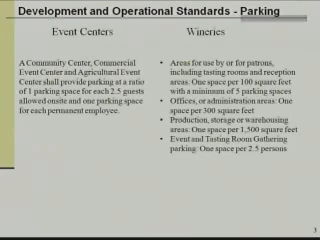 Development and Operational Standards - Parking
Event Centers
Wineries
A Community Center, Commercial
Event Center and Agricultural Event
Center shall provide parking at a ratio
of 1 parking space for each 2.5 guests
allowed onsite and one parking space
for each permanent employee.
• Areas for use by or for patrons,
including tasting rooms and reception
areas: One space per 100 square feet
with a minimum of 5 parking spaces
• Offices, or administration areas: One
space per 300 square feet
• Production, storage or warehousing
areas: One space per 1,500 square feet
• Event and Tasting Room Gathering
parking: One space per 2.5 persons
3